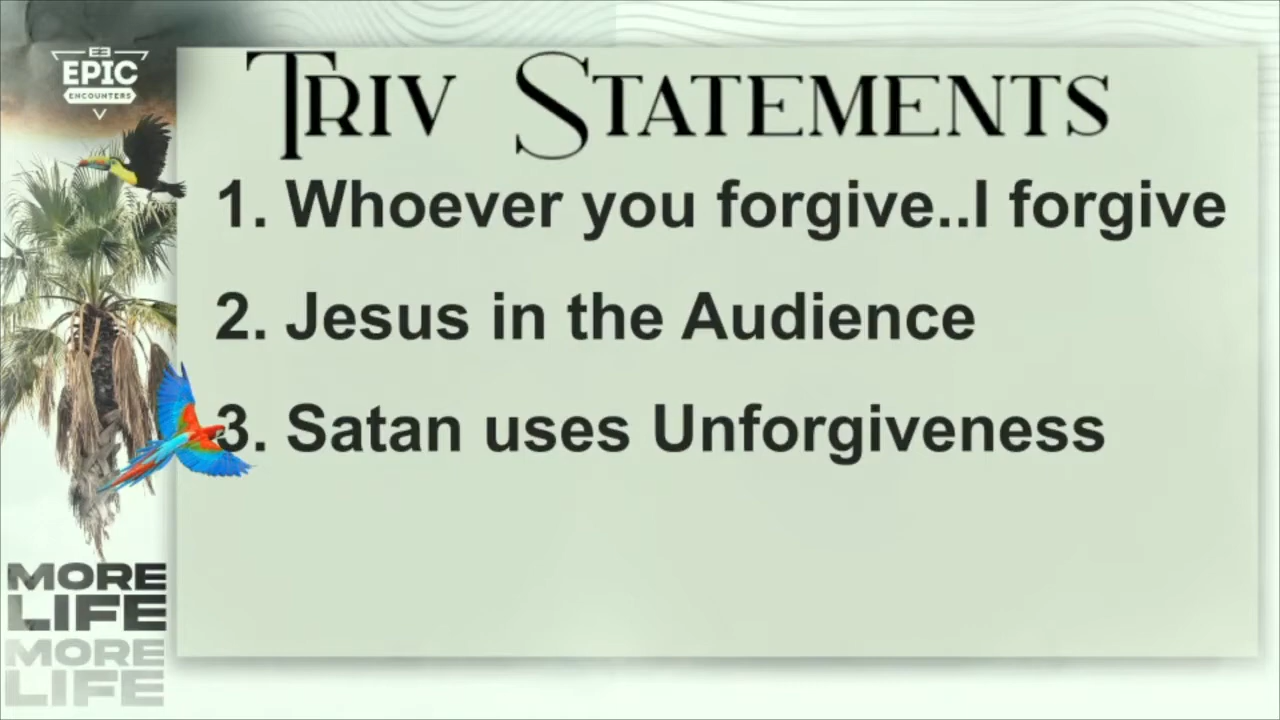 EPIC
ENCOUNTERS
TRIV STATEMENTS
1. Whoever you forgive..I forgive
2. Jesus in the Audience
3. Satan uses Unforgiveness
MORE
LIFE
MORE
LIFE